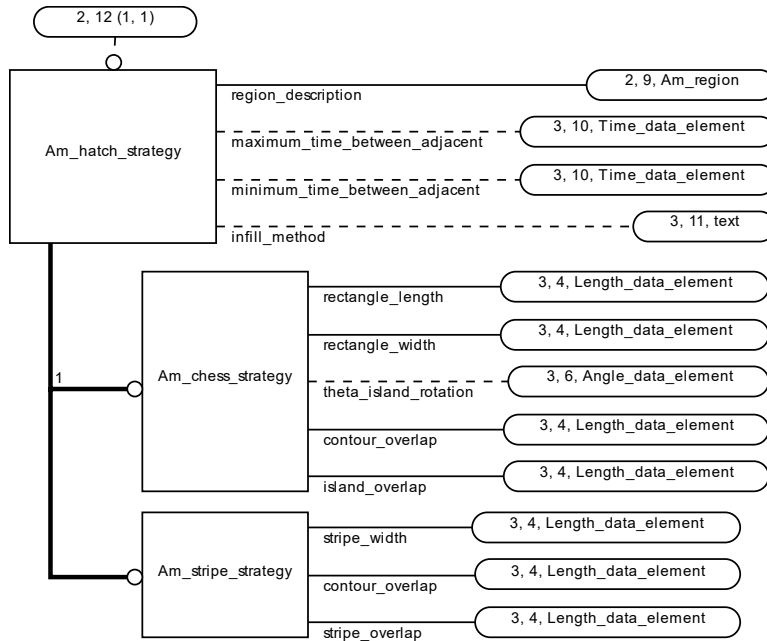 2, 12 (1, 1)
2, 9, Am_region
region_description
3, 10, Time_data_element
maximum_time_between_adjacent
Am_hatch_strategy
3, 10, Time_data_element
minimum_time_between_adjacent
3, 11, text
infill_method
3, 4, Length_data_element
rectangle_length
3, 4, Length_data_element
rectangle_width
1
Am_chess_strategy
3, 6, Angle_data_element
theta_island_rotation
3, 4, Length_data_element
contour_overlap
3, 4, Length_data_element
island_overlap
3, 4, Length_data_element
stripe_width
Am_stripe_strategy
3, 4, Length_data_element
contour_overlap
3, 4, Length_data_element
stripe_overlap